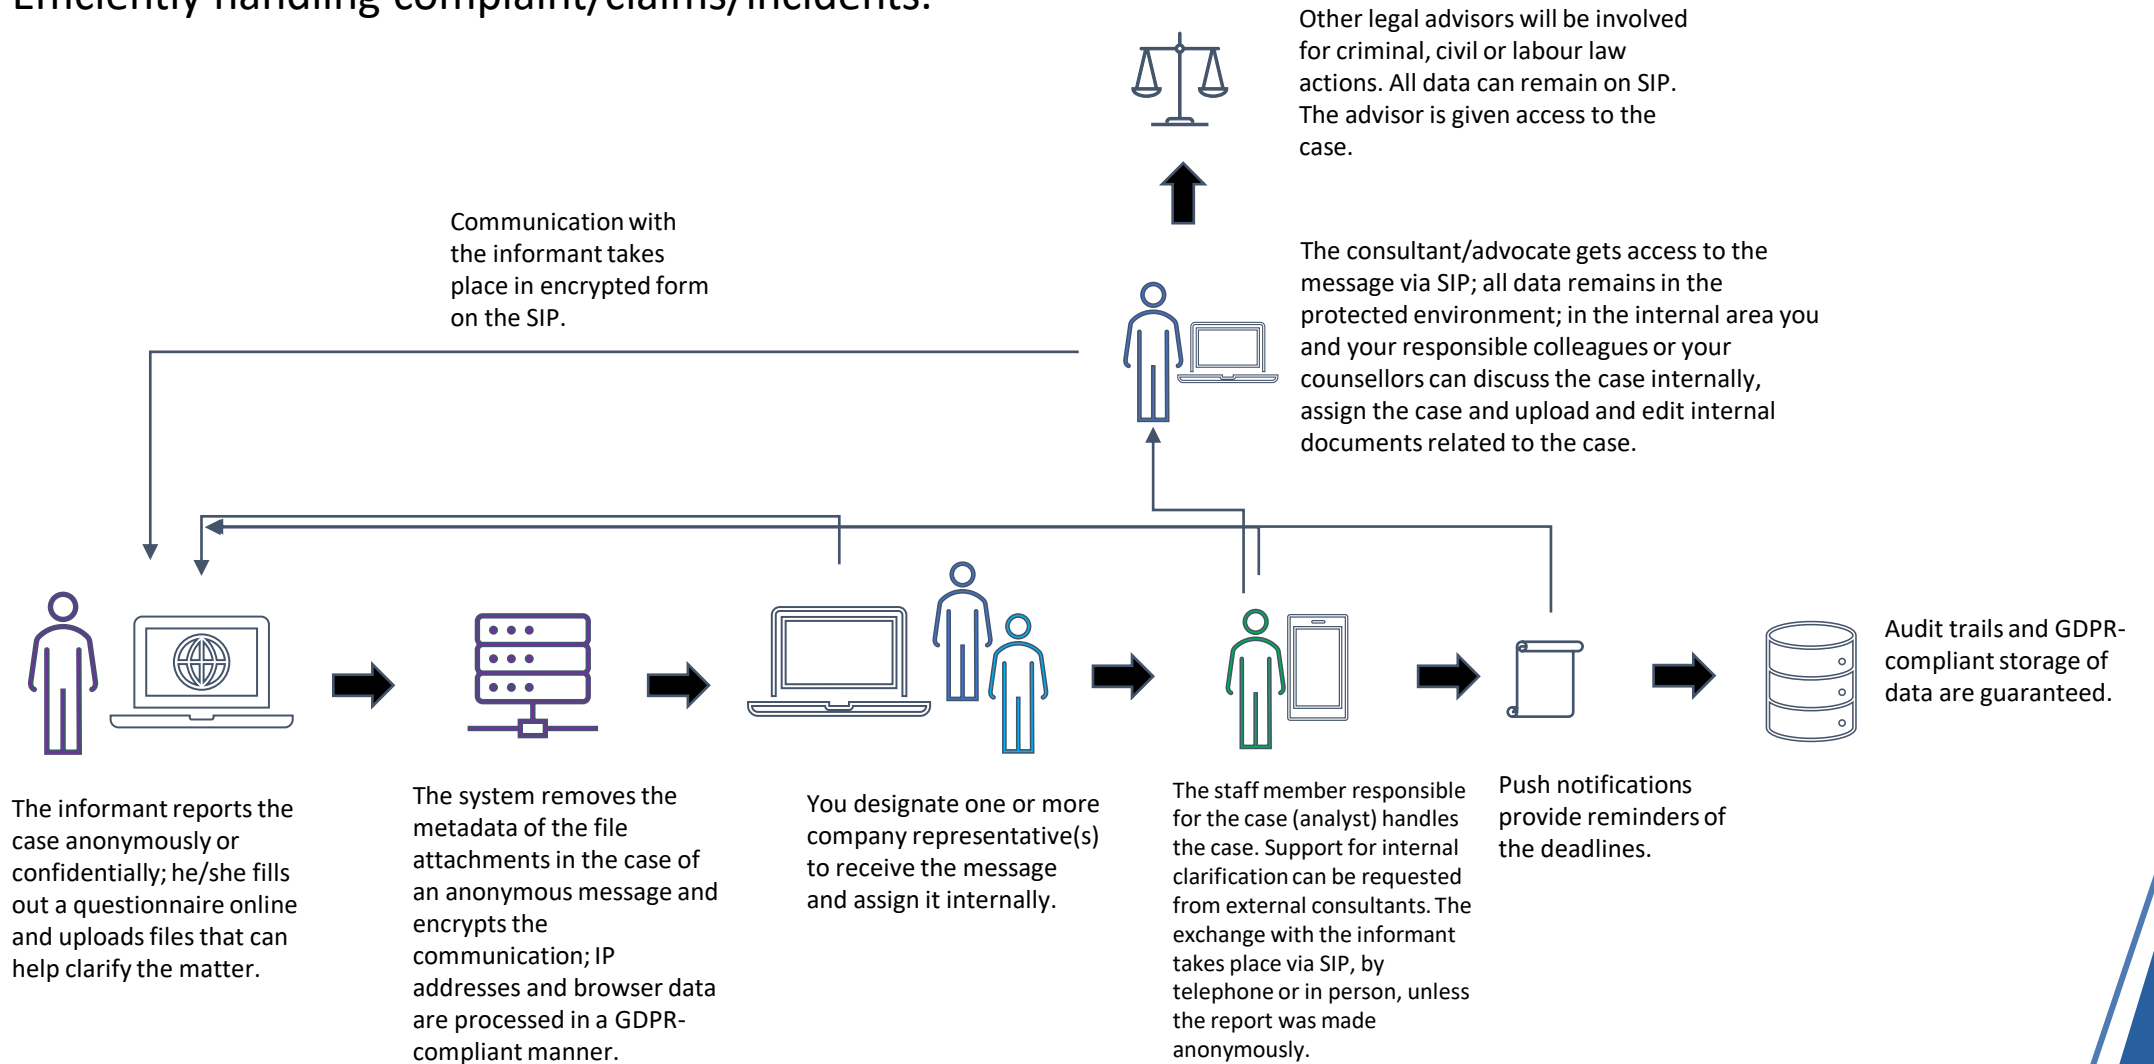 Efficiently handling complaint/claims/incidents.
Other legal advisors will be involved
for criminal, civil or labour law
actions. All data can remain on SIP.
The advisor is given access to the
case.
Communication with
the informant takes
place in encrypted form
on the SIP.
The consultant/advocate gets access to the
message via SIP; all data remains in the
protected environment; in the internal area you
and your responsible colleagues or your
counsellors can discuss the case internally,
assign the case and upload and edit internal
documents related to the case.
Audit trails and GDPR-
compliant storage of
data are guaranteed.
The informant reports the
case anonymously or
confidentially; he/she fills
out a questionnaire online
and uploads files that can
help clarify the matter.
The system removes the
metadata of the file
attachments in the case of
an anonymous message and
encrypts the
communication; IP
addresses and browser data
are processed in a GDPR-
compliant manner.
You designate one or more
company representative(s)
to receive the message
and assign it internally.
The staff member responsible
for the case (analyst) handles
the case. Support for internal
clarification can be requested
from external consultants. The
exchange with the informant
takes place via SIP, by
telephone or in person, unless
the report was made
anonymously.
Push notifications
provide reminders of
the deadlines.